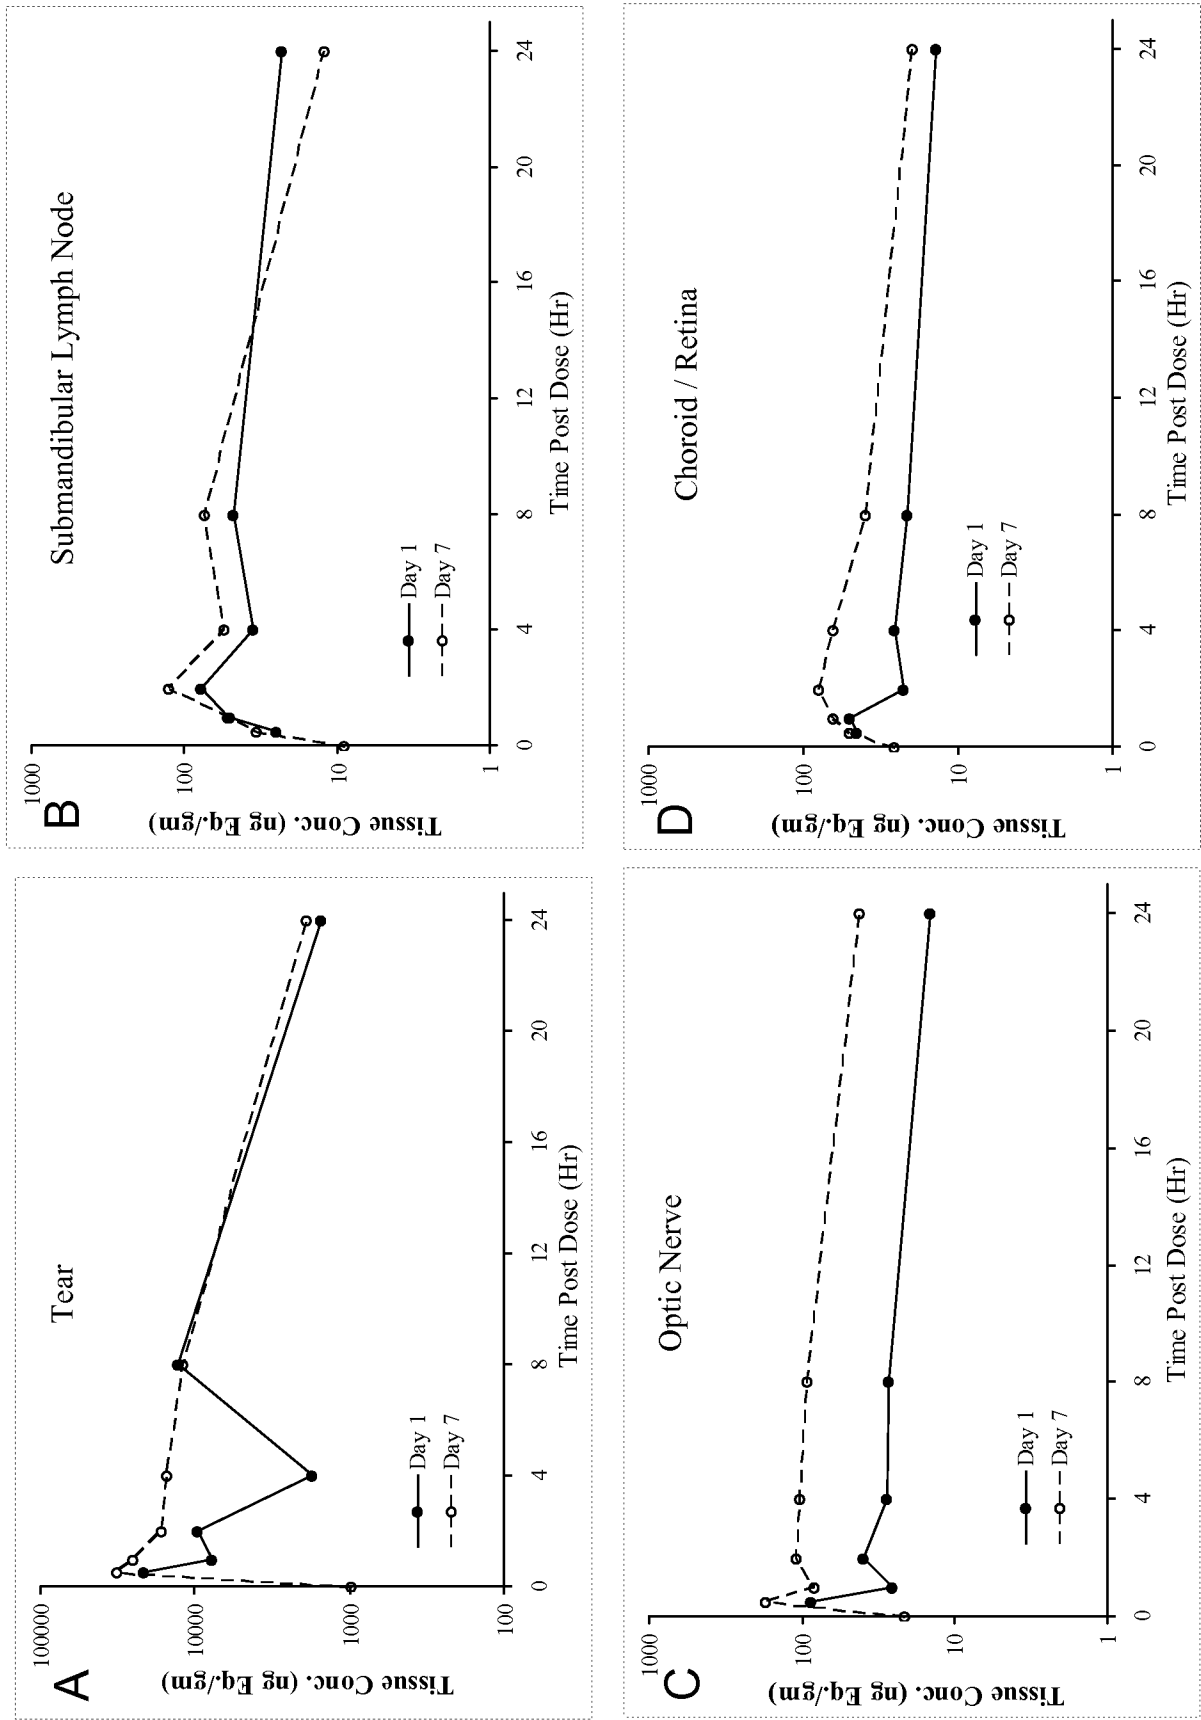 A
Tear
100000
10000
1000
100
Tissue Conc. (ng Eq./gm)
0
4
8
12
16
20
24
Time Post Dose (Hr)
Day 1
Day 7
B
Submandibular Lymph Node
1000
100
10
1
Tissue Conc. (ng Eq./gm)
0
4
8
12
16
20
24
Time Post Dose (Hr)
Day 1
Day 7
C
Optic Nerve
1000
100
10
1
Tissue Conc. (ng Eq./gm)
0
4
8
12
16
20
24
Time Post Dose (Hr)
Day 1
Day 7
D
Choroid / Retina
1000
100
10
1
Tissue Conc. (ng Eq./gm)
0
4
8
12
16
20
24
Time Post Dose (Hr)
Day 1
Day 7